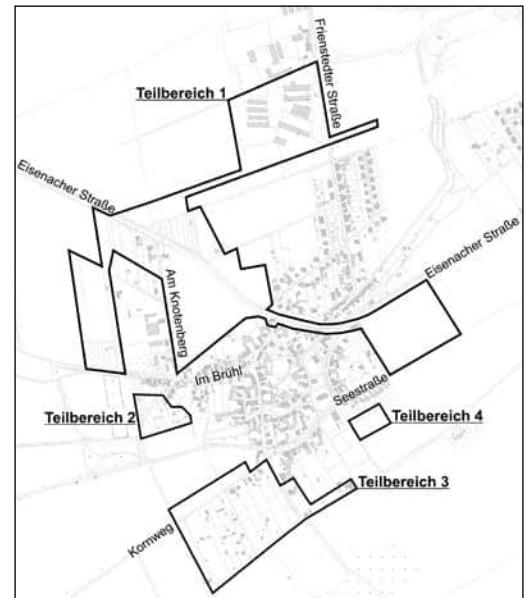 Frienstedter Straße
Teilbereich 1
Eisenacher Straße
Eisenacher Straße
Am Knotenberg
Im Brühl
Seestraße
Teilbereich 2
Teilbereich 4
Teilbereich 3
Kornweg